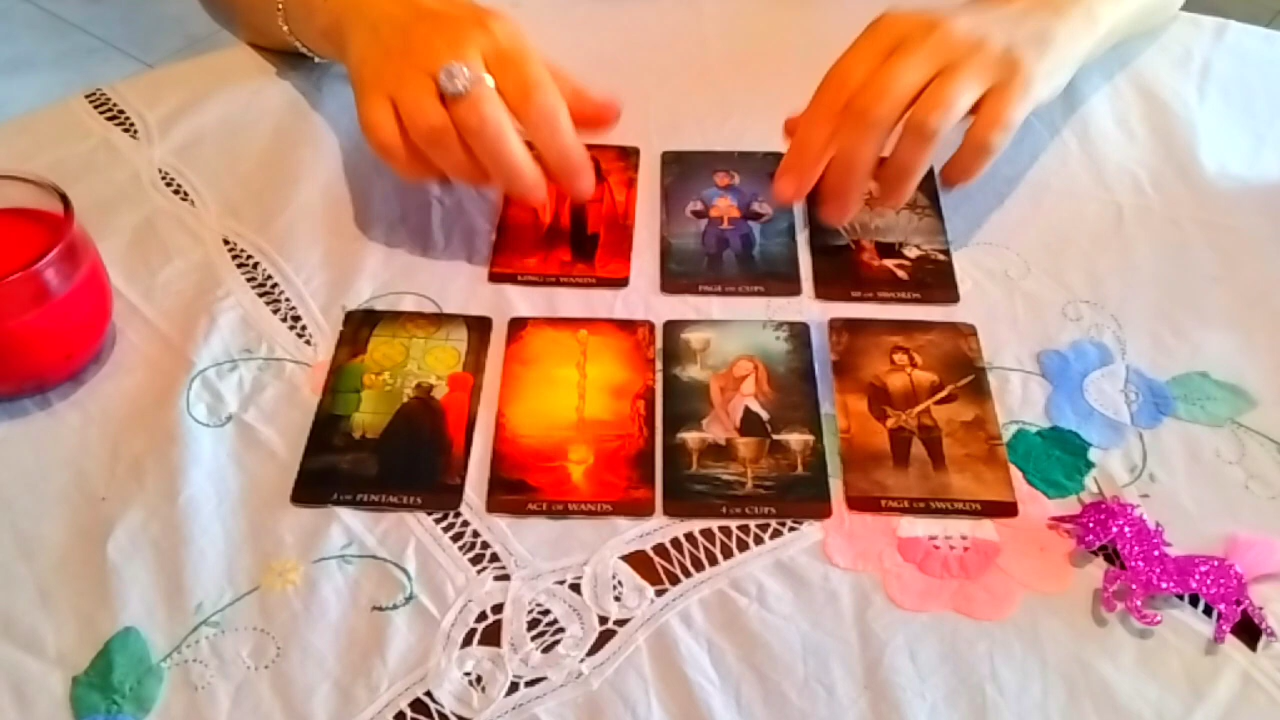 KING OF WANDS
PAGE OF CUPS
10 OF SWORDS
3 OF PENTACLES
ACE OF WANDS
4 OF CUPS
PAGE OF SWORDS